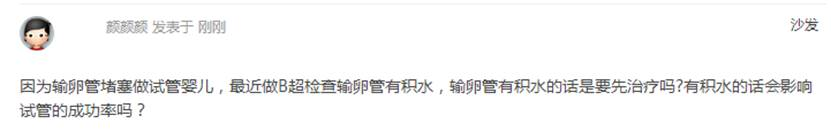 颜颜颜 发表于 刚刚 沙发
因为输卵管堵塞做试管婴儿，最近做B超检查输卵管有积水，输卵管有积水的话是要先治疗吗?有积水的话会影响
试管的成功率吗？